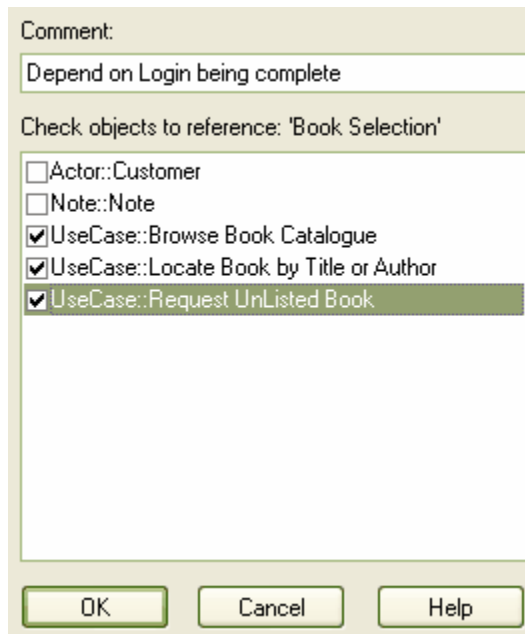 Comment:
Depend on Login being complete
Check objects to reference: 'Book Selection'
Actor::Customer
Note::Note
UseCase::Browse Book Catalogue
UseCase::Locate Book by Title or Author
UseCase::Request UnListed Book
OK Cancel Help